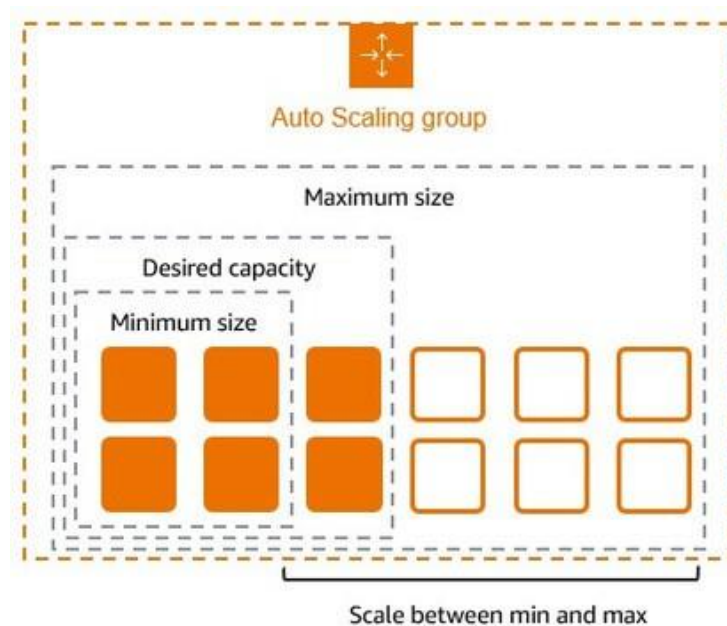 Auto Scaling group
Maximum size
Desired capacity
Minimum size
Scale between min and max